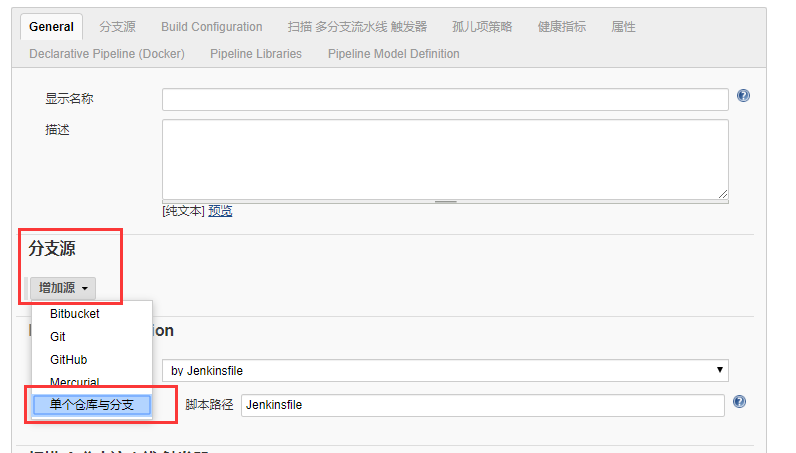 General 分支源 Build Configuration 扫描 多分支流水线 触发器 孤儿项策略 健康指标 属性
Declarative Pipeline (Docker) Pipeline Libraries Pipeline Model Definition
显示名称
描述
[纯文本] 预览
分支源
增加源
Bitbucket
Git
GitHub
Mercurial
单个仓库与分支
by Jenkinsfile
脚本路径 Jenkinsfile